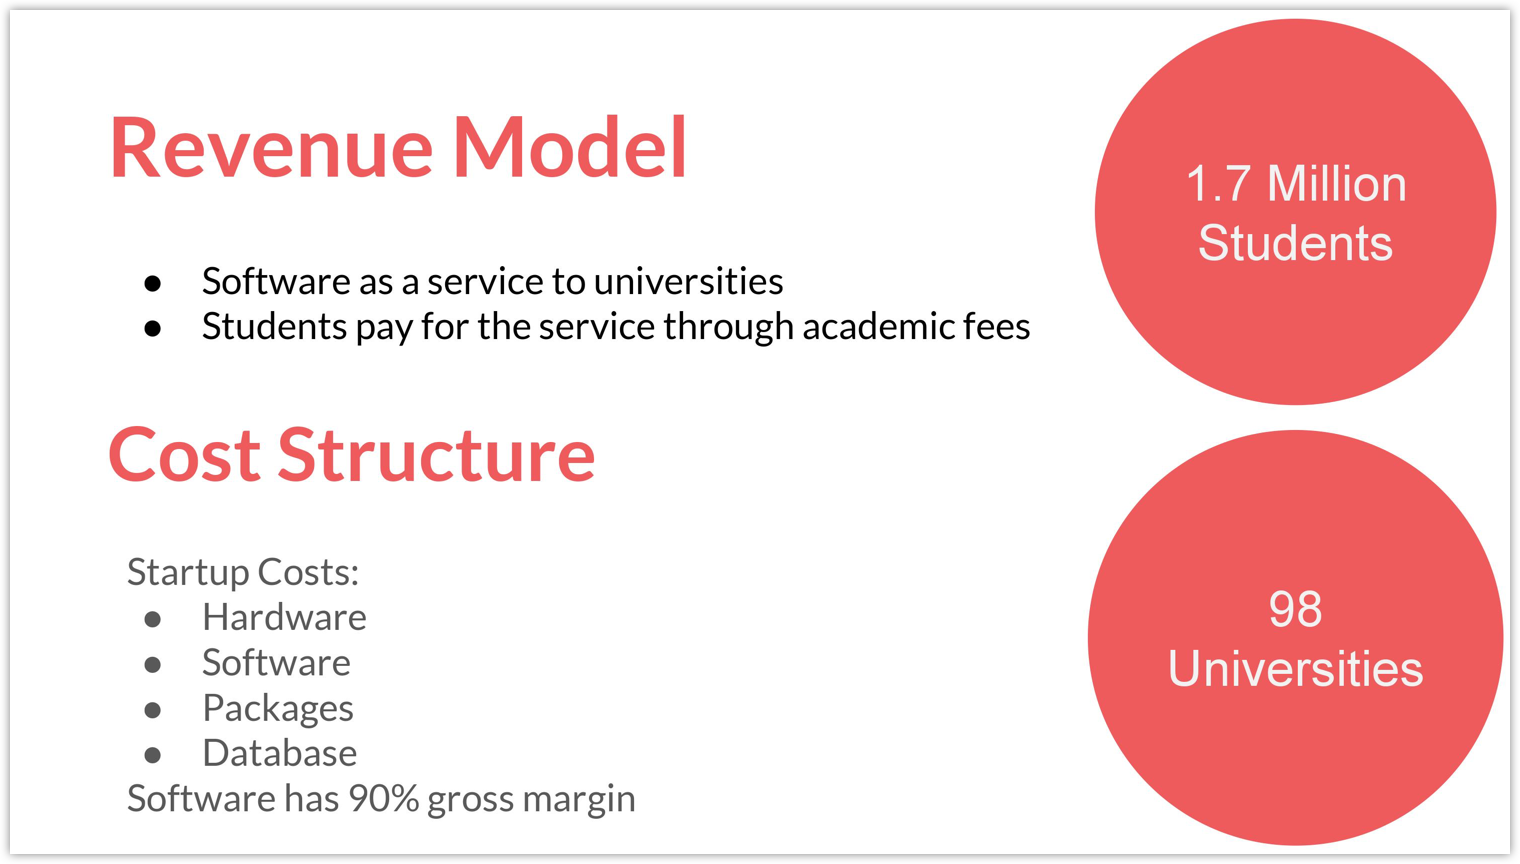 Revenue Model
● Software as a service to universities
● Students pay for the service through academic fees
Cost Structure
Startup Costs:
● Hardware
● Software
● Packages
● Database
Software has 90% gross margin
1.7 Million
Students
98
Universities